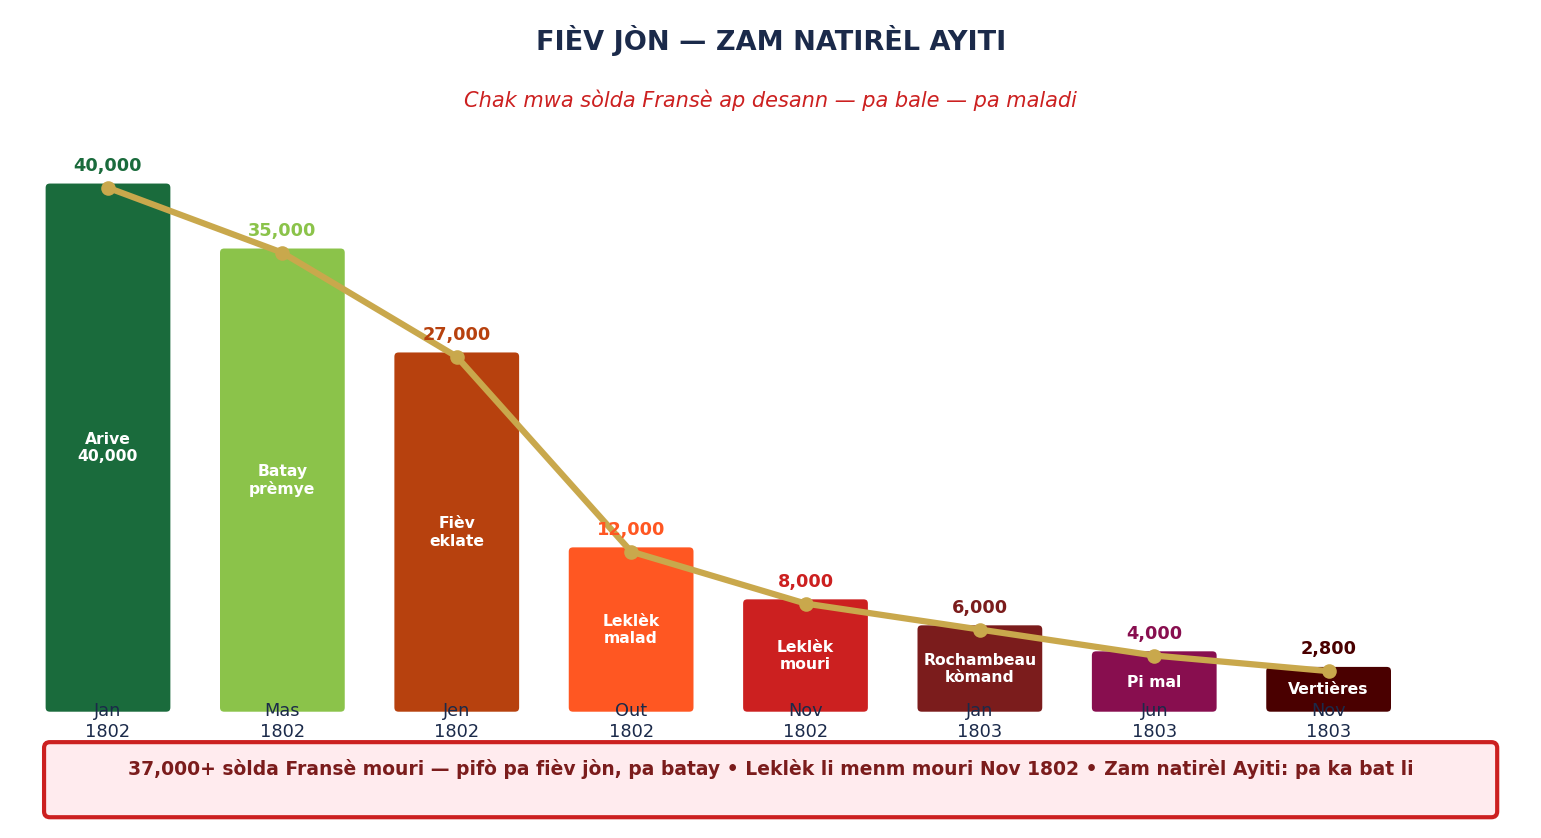 FIÈV JÒN — ZAM NATIRÈL AYITI
Chak mwa sòlda Fransè ap desann — pa bale — pa maladi
40,000
35,000
27,000
12,000
8,000
6,000
4,000
2,800
Arive
40,000
Batay
prèmye
Fièv
eklate
Leklèk
malad
Leklèk
mouri
Rochambeau
kòmand
Pi mal
Vertières
Jan
1802
Mas
1802
Jen
1802
Out
1802
Nov
1802
Jan
1803
Jun
1803
Nov
1803
37,000+ sòlda Fransè mouri — pifò pa fièv jòn, pa batay • Leklèk li menm mouri Nov 1802 • Zam natirèl Ayiti: pa ka bat li